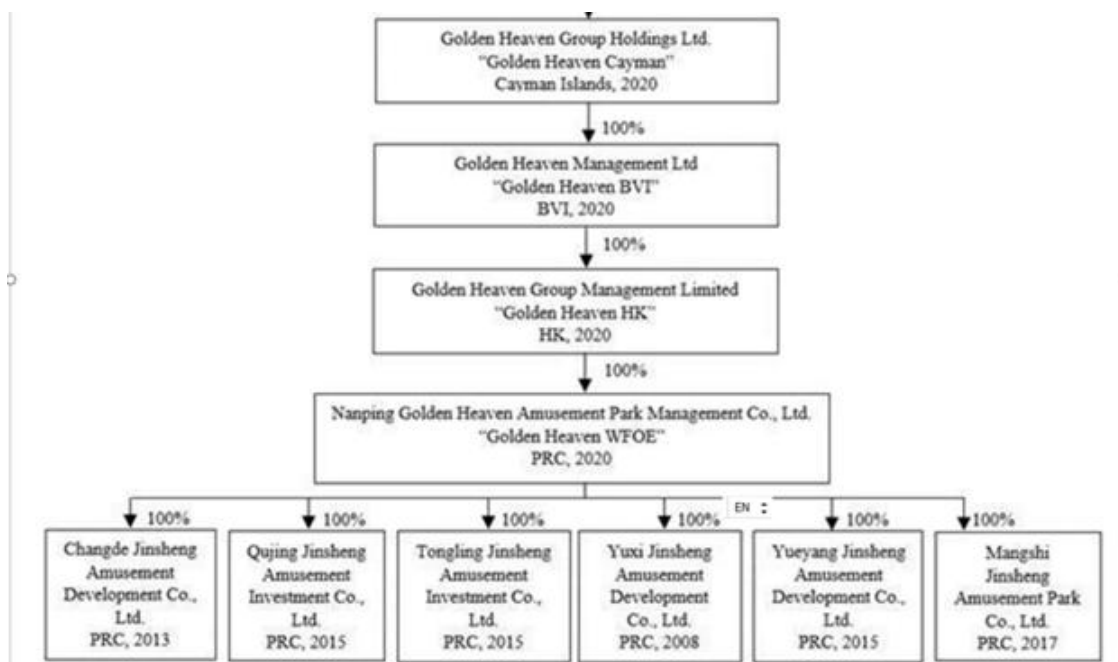 Golden Heaven Group Holdings Ltd.
“Golden Heaven Cayman”
Cayman Islands, 2020
100%
Golden Heaven Management Ltd
“Golden Heaven BVI”
BVI, 2020
100%
Golden Heaven Group Management Limited
“Golden Heaven HK”
HK, 2020
100%
Nanping Golden Heaven Amusement Park Management Co., Ltd.
“Golden Heaven WFOE”
PRC, 2020
EN
100%
Changde Jinsheng
Amusement
Development Co.,
Ltd.
PRC, 2013
100%
Qujing Jinsheng
Amusement
Investment Co.,
Ltd.
PRC, 2015
100%
Tongling Jinsheng
Amusement
Investment Co.,
Ltd.
PRC, 2015
100%
Yuxi Jinsheng
Amusement
Development
Co., Ltd.
PRC, 2008
100%
Yueyang Jinsheng
Amusement
Development Co.,
Ltd.
PRC, 2015
100%
Mangshi
Jinsheng
Amusement Park
Co., Ltd.
PRC, 2017